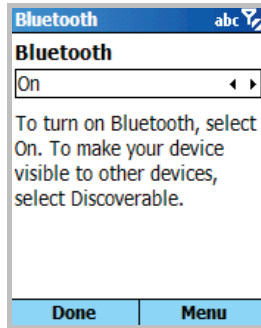 Bluetooth abc
Bluetooth
On
To turn on Bluetooth, select
On. To make your device
visible to other devices,
select Discoverable.
Done Menu